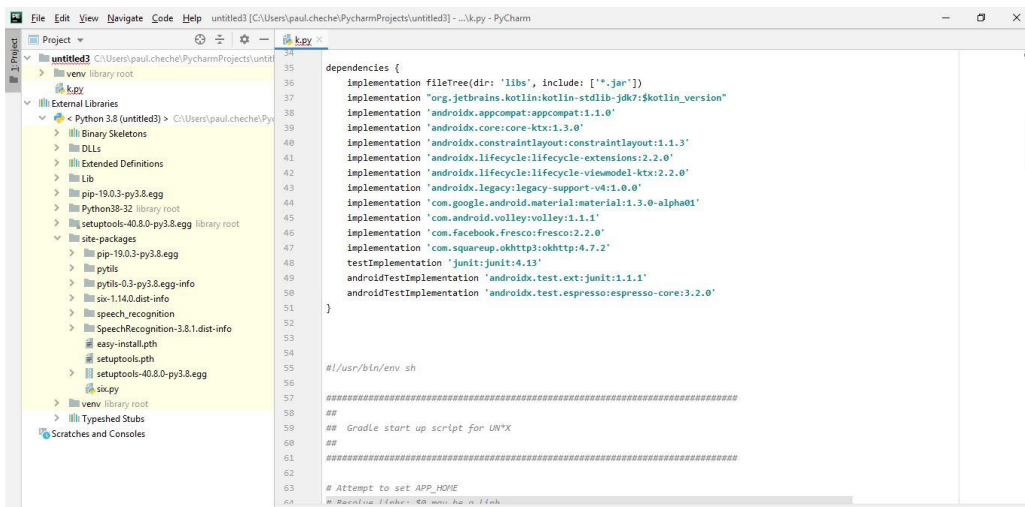 File Edit View Navigate Code Help untitled3 [C:\Users\paul.cheche\PycharmProjects\untitled3] - ...\k.py - PyCharm
Project
k.py
1: Project
untitled3 C:\Users\paul.cheche\PycharmProjects\untitl
venv library root
k.py
External Libraries
< Python 3.8 (untitled3) > C:\Users\paul.cheche\Pyc
Binary Skeletons
DLLs
Extended Definitions
Lib
pip-19.0.3-py3.8.egg
Python38-32 library root
setuptools-40.8.0-py3.8.egg library root
site-packages
pip-19.0.3-py3.8.egg
pytils
pytils-0.3-py3.8.egg-info
six-1.14.0.dist-info
speech_recognition
SpeechRecognition-3.8.1.dist-info
easy-install.pth
setuptools.pth
setuptools-40.8.0-py3.8.egg
six.py
venv library root
Typeshed Stubs
Scratches and Consoles
34
35 dependencies {
36 implementation fileTree(dir: 'libs', include: ['*.jar'])
37 implementation "org.jetbrains.kotlin:kotlin-stdlib-jdk7:$kotlin_version"
38 implementation 'androidx.appcompat:appcompat:1.1.0'
39 implementation 'androidx.core:core-ktx:1.3.0'
40 implementation 'androidx.constraintlayout:constraintlayout:1.1.3'
41 implementation 'androidx.lifecycle:lifecycle-extensions:2.2.0'
42 implementation 'androidx.lifecycle:lifecycle-viewmodel-ktx:2.2.0'
43 implementation 'androidx.legacy:legacy-support-v4:1.0.0'
44 implementation 'com.google.android.material:material:1.3.0-alpha01'
45 implementation 'com.android.volley:volley:1.1.1'
46 implementation 'com.facebook.fresco:fresco:2.2.0'
47 implementation 'com.squareup.okhttp3:okhttp:4.7.2'
48 testImplementation 'junit:junit:4.13'
49 androidTestImplementation 'androidx.test.ext:junit:1.1.1'
50 androidTestImplementation 'androidx.test.espresso:espresso-core:3.2.0'
51 }
52
53
54
55 #!/usr/bin/env sh
56
57 ##############################################################################
58 ##
59 ## Gradle start up script for UN*X
60 ##
61 ##############################################################################
62
63 # Attempt to set APP_HOME
64 # Resolve links: $0 may be a link